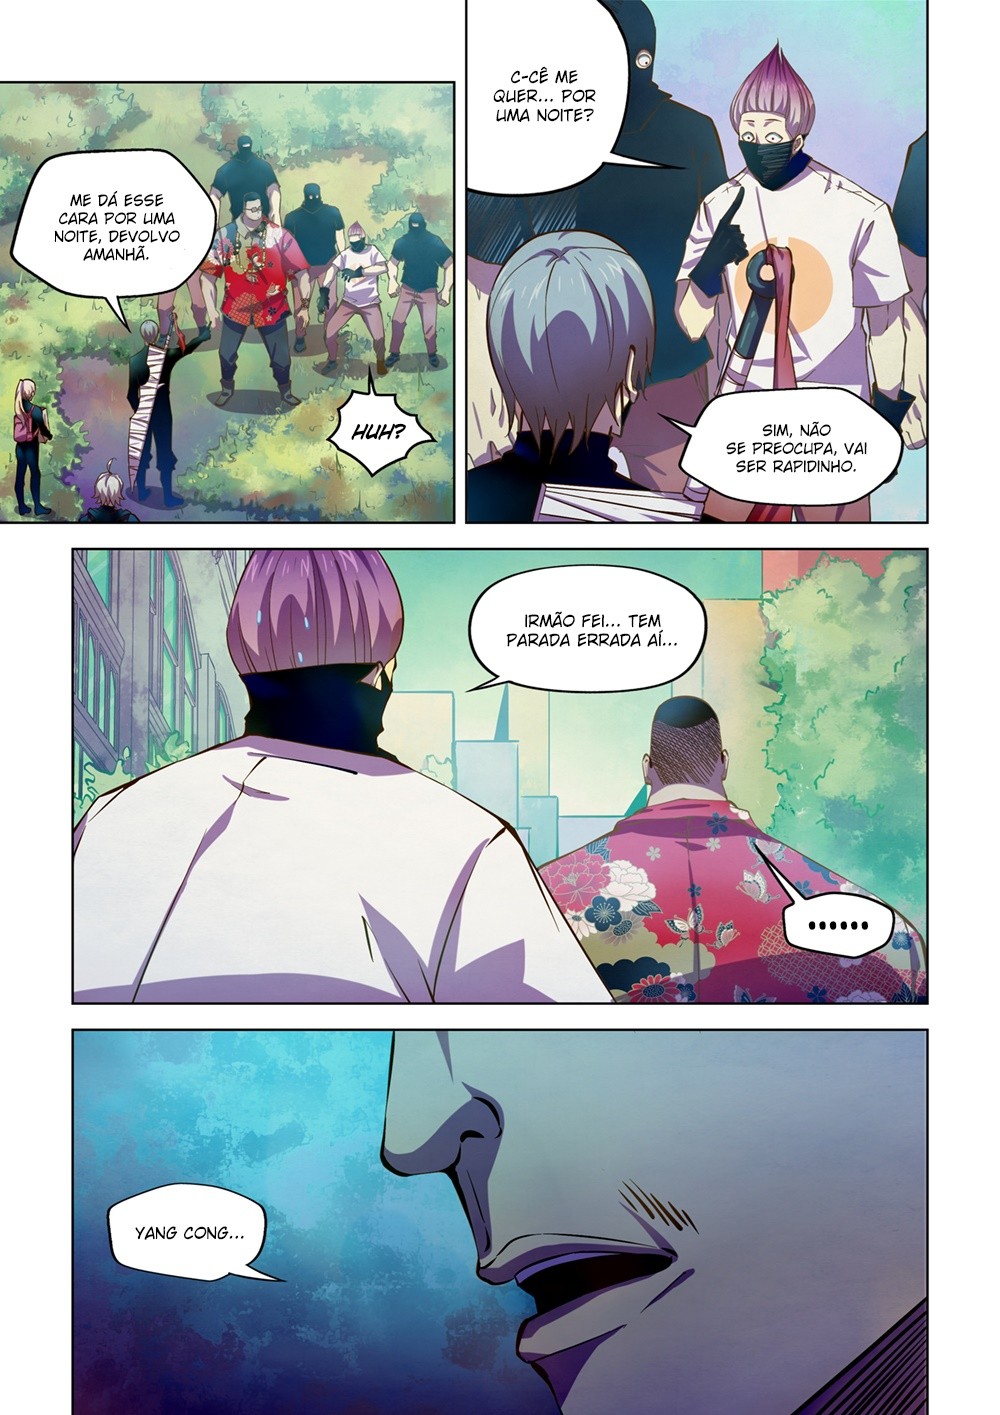 ME DÁ ESSE
CARA POR UMA
NOITE, DEVOLVO
AMANHÃ.
HUH?
C-CÊ ME
QUER... POR
UMA NOITE?
SIM, NÃO
SE PREOCUPA, VAI
SER RAPIDINHO.
IRMÃO FEI... TEM
PARADA ERRADA AÍ...
......
YANG CONG...